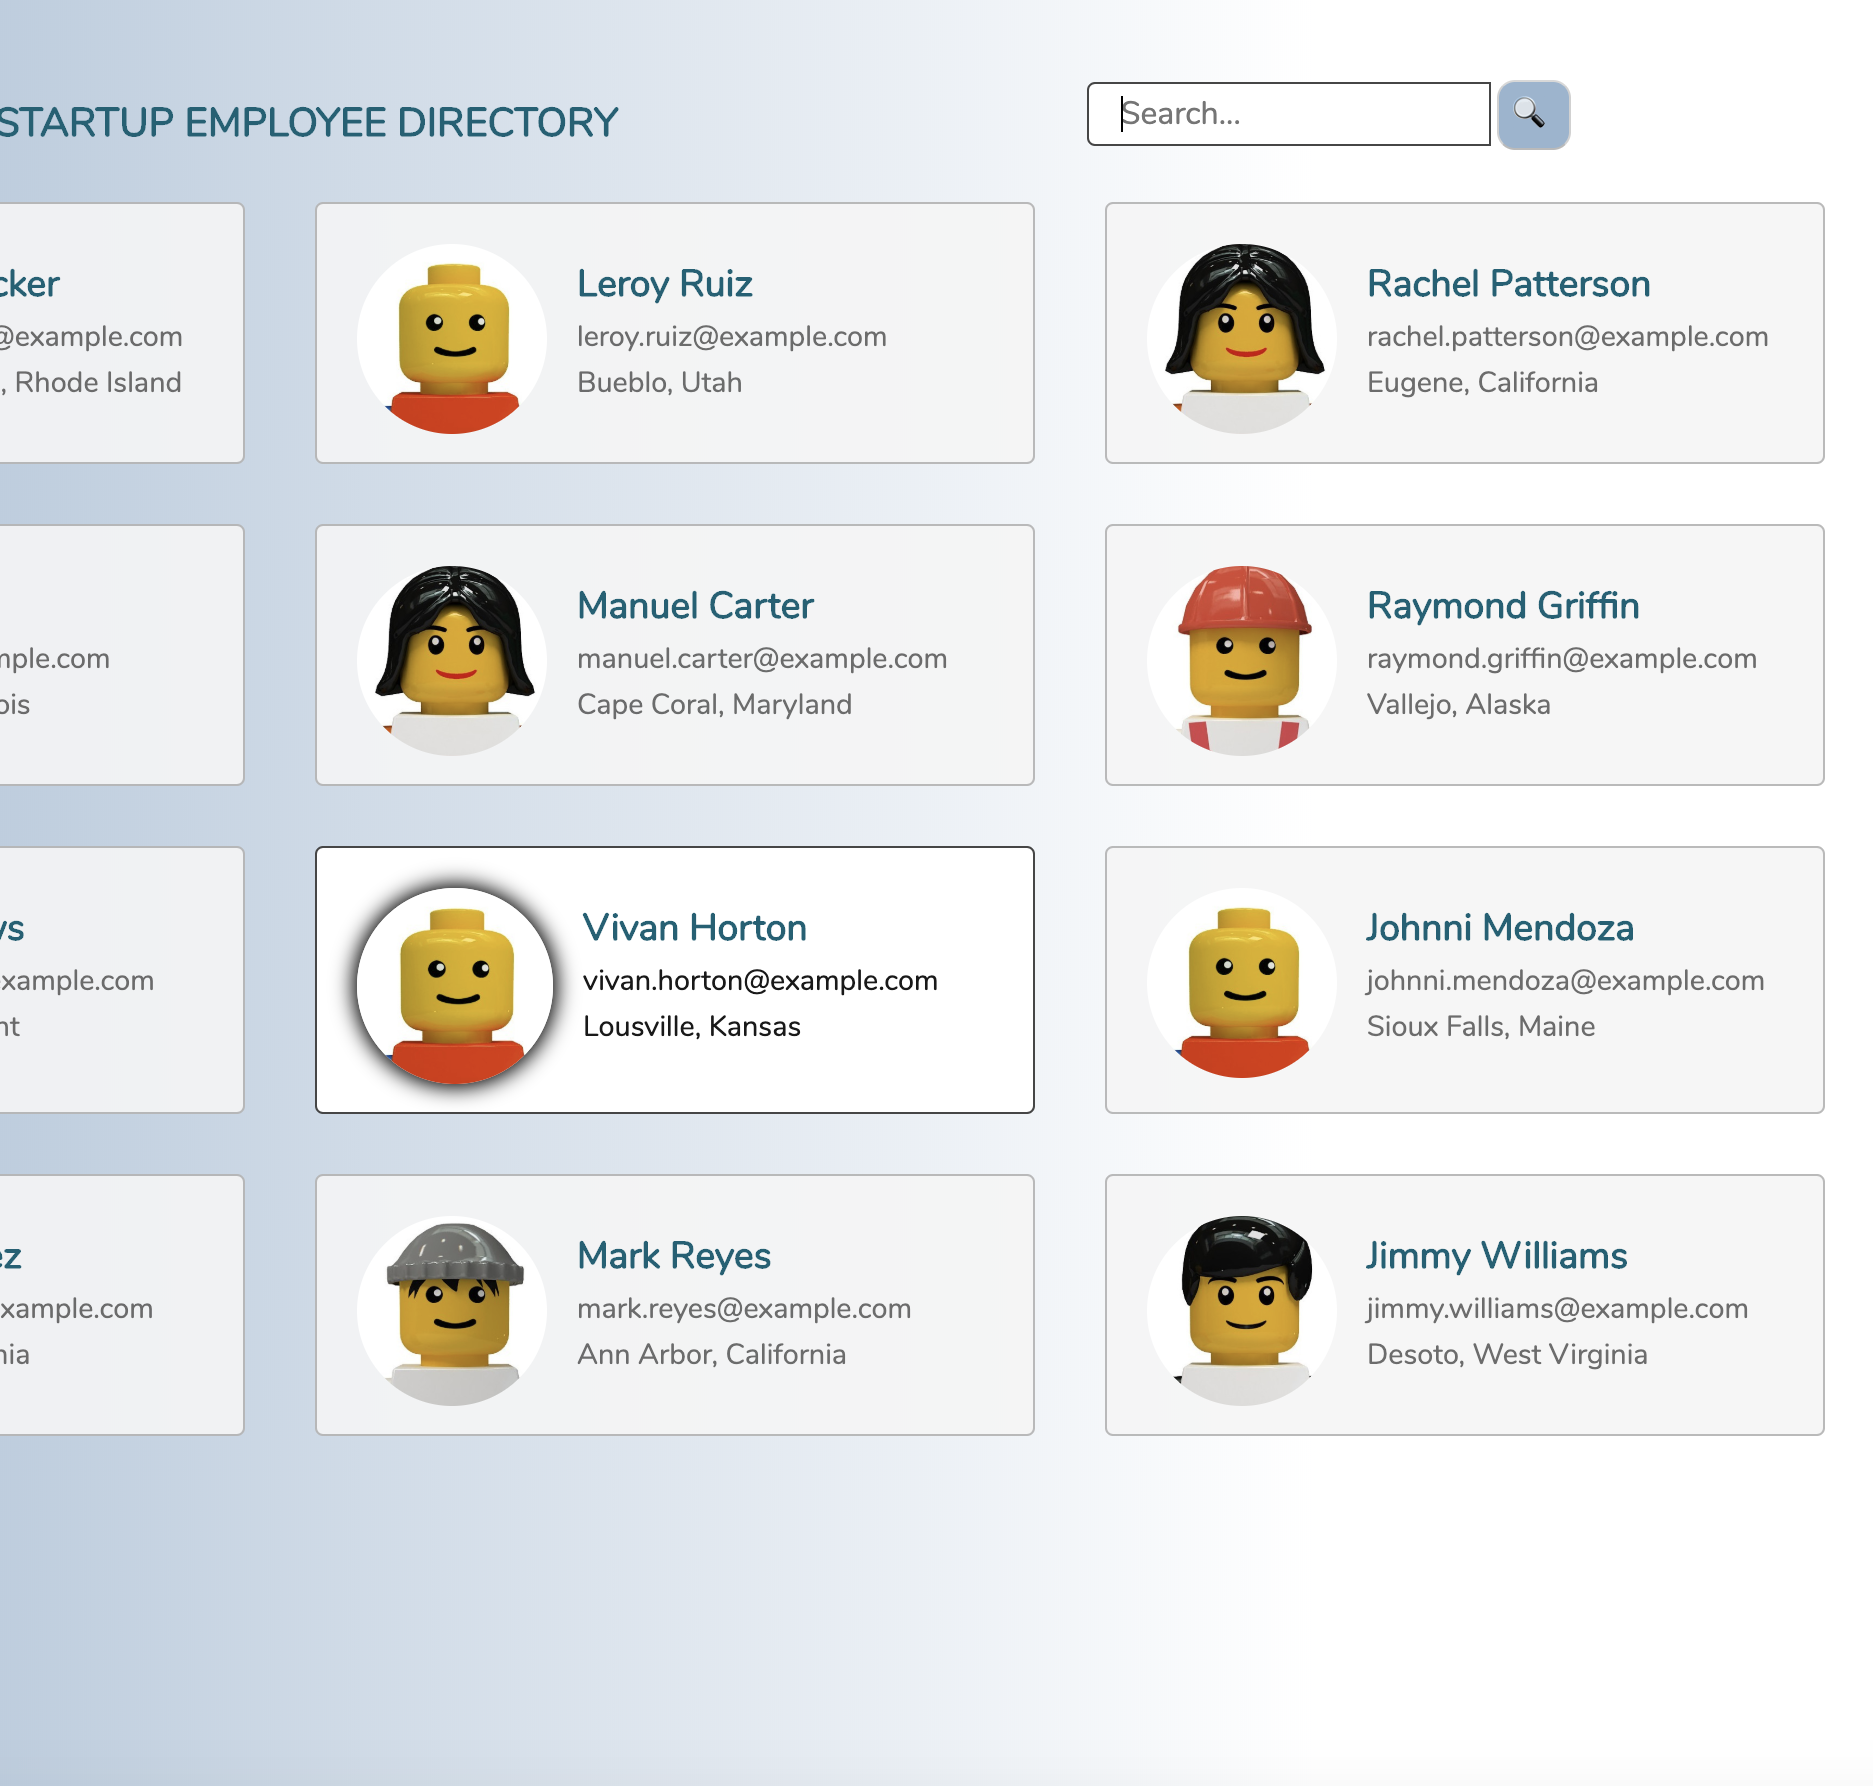 STARTUP EMPLOYEE DIRECTORY
Search...
cker
@example.com
, Rhode Island
Leroy Ruiz
leroy.ruiz@example.com
Bueblo, Utah
Rachel Patterson
rachel.patterson@example.com
Eugene, California
mple.com
ois
Manuel Carter
manuel.carter@example.com
Cape Coral, Maryland
Raymond Griffin
raymond.griffin@example.com
Vallejo, Alaska
ws
xample.com
nt
Vivan Horton
vivan.horton@example.com
Lousville, Kansas
Johnni Mendoza
johnni.mendoza@example.com
Sioux Falls, Maine
ez
xample.com
nia
Mark Reyes
mark.reyes@example.com
Ann Arbor, California
Jimmy Williams
jimmy.williams@example.com
Desoto, West Virginia